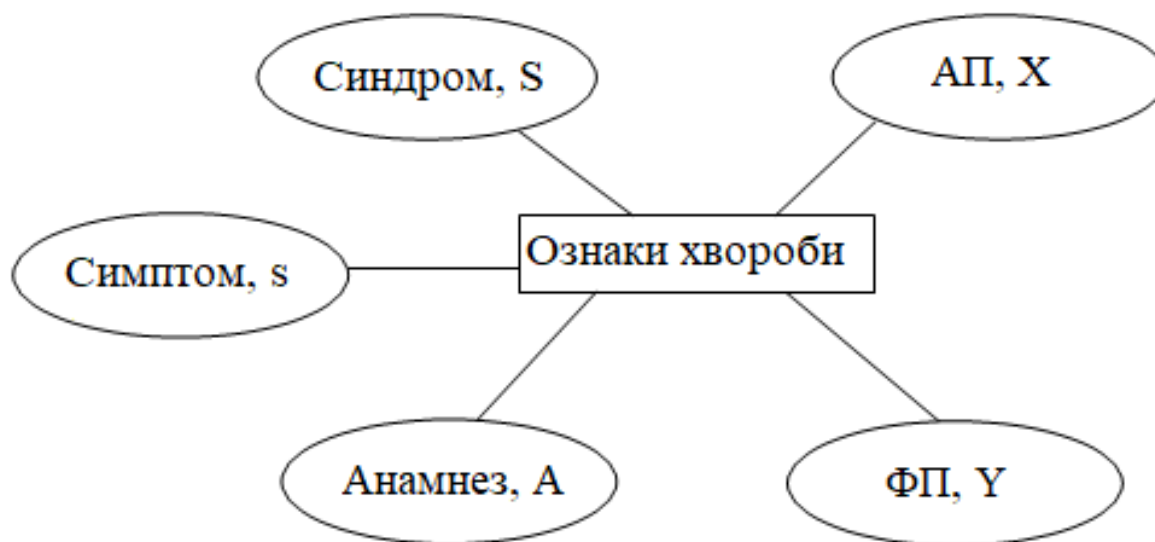 Синдром, S
АП, X
Ознаки хвороби
Симптом, s
Анамнез, А
ФП, Y